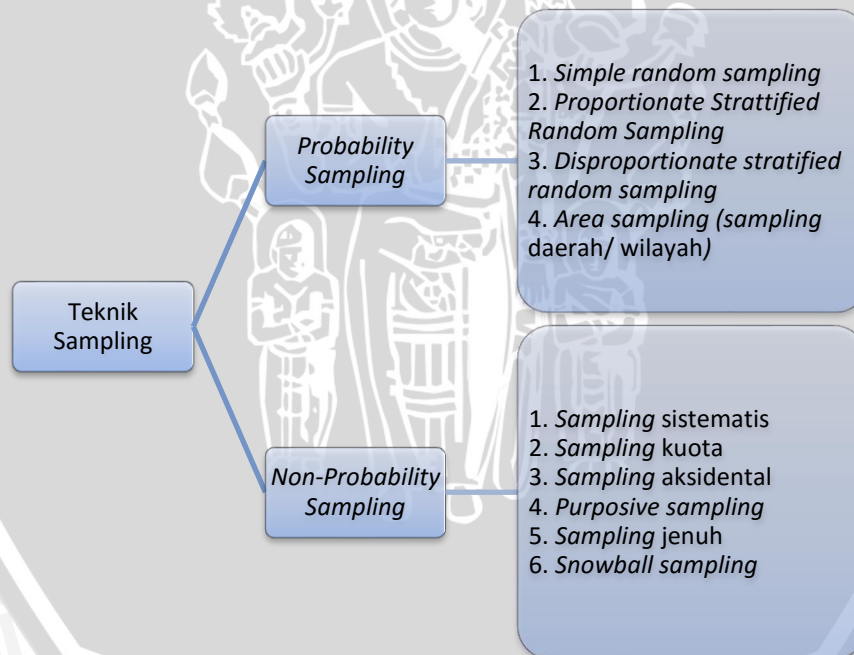 Teknik
Sampling
Probability
Sampling
1. Simple random sampling
2. Proportionate Strattified
Random Sampling
3. Disproportionate stratified
random sampling
4. Area sampling (sampling
daerah/ wilayah)
Non-Probability
Sampling
1. Sampling sistematis
2. Sampling kuota
3. Sampling aksidental
4. Purposive sampling
5. Sampling jenuh
6. Snowball sampling